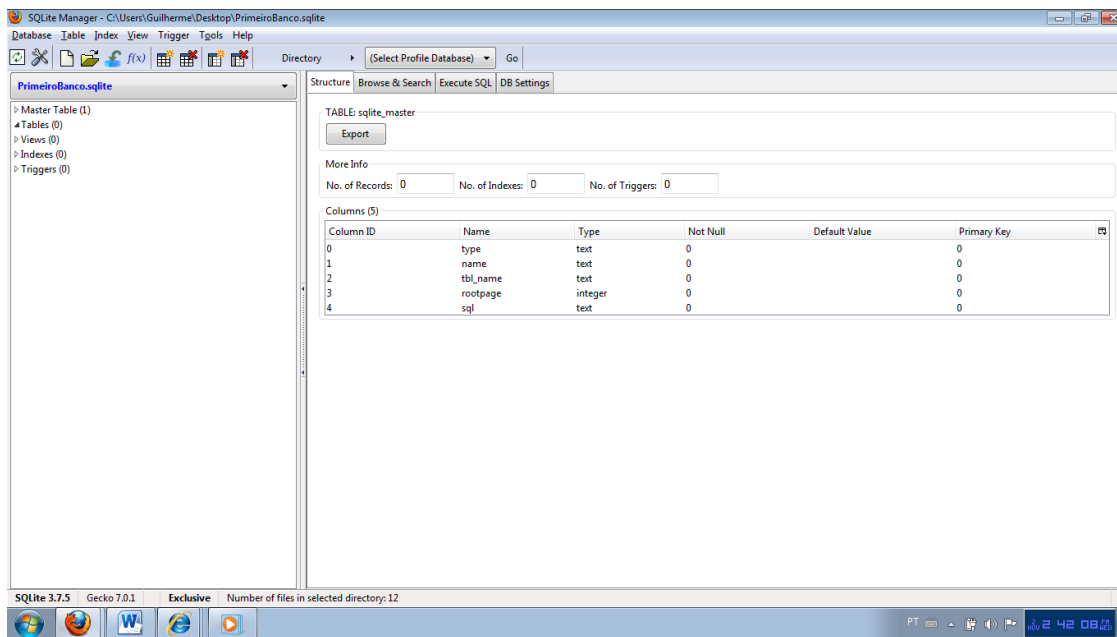 SQLite Manager - C:\Users\Guilherme\Desktop\PrimeiroBanco.sqlite
Database Table Index View Trigger Tools Help
f(x) Directory (Select Profile Database) Go
PrimeiroBanco.sqlite
Master Table (1)
Tables (0)
Views (0)
Indexes (0)
Triggers (0)
Structure Browse & Search Execute SQL DB Settings
TABLE: sqlite_master
Export
More Info
No. of Records: 0 No. of Indexes: 0 No. of Triggers: 0
Columns (5)
Column ID Name Type Not Null Default Value Primary Key
0 type text 0 0
1 name text 0 0
2 tbl_name text 0 0
3 rootpage integer 0 0
4 sql text 0 0
SQLite 3.7.5 Gecko 7.0.1 Exclusive Number of files in selected directory: 12
W
PT NOV 2 42 08 WED